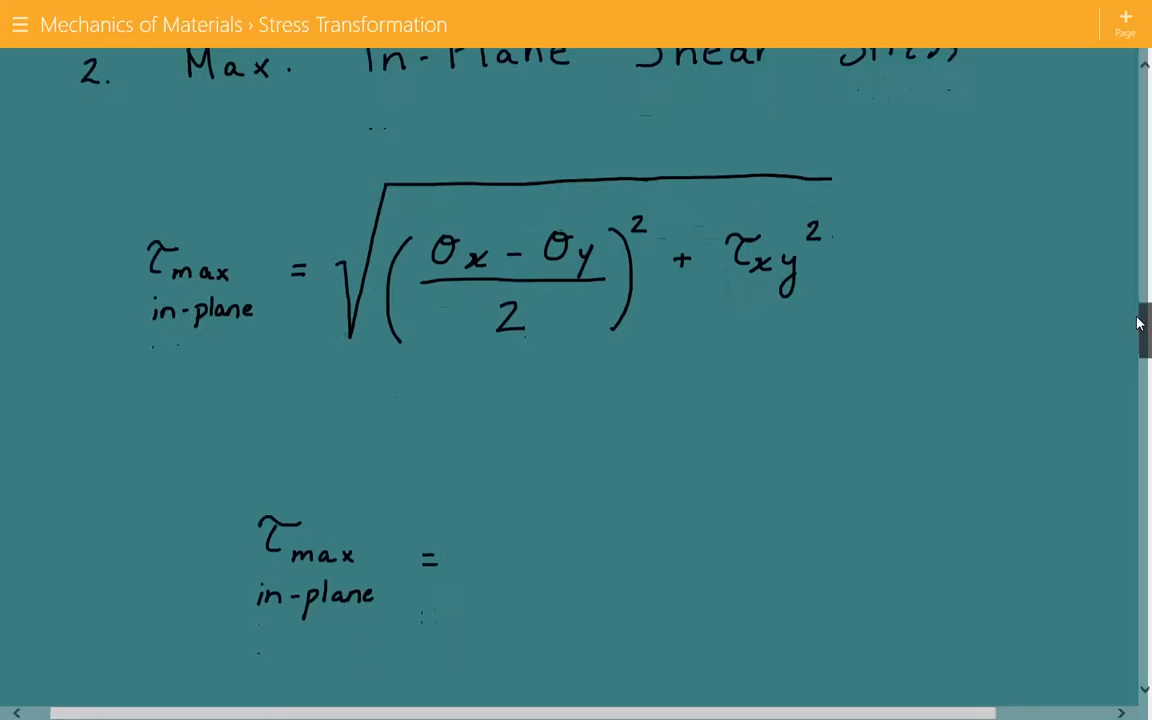 Mechanics of Materials › Stress Transformation
Page
2. Max. In-Plane Shear Stress
τmax in-plane = √((σx - σy)/2)² + τxy²
τmax in-plane =